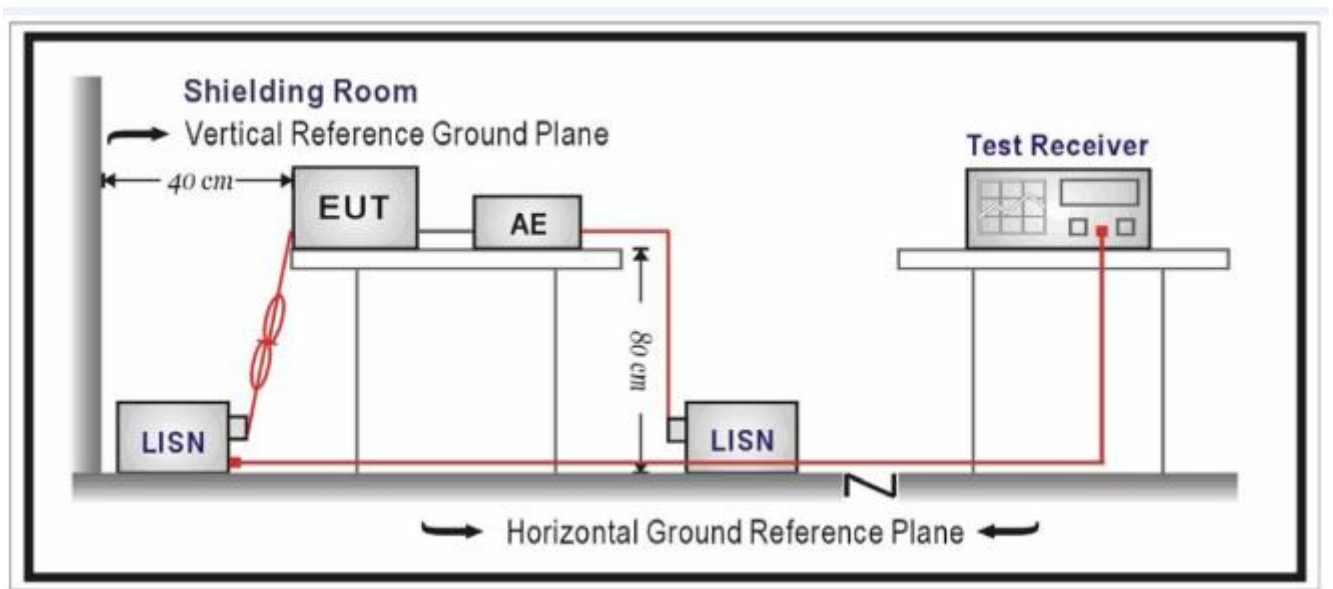 Shielding Room
Vertical Reference Ground Plane
Test Receiver
40 cm
EUT
AE
80 cm
LISN
LISN
Horizontal Ground Reference Plane